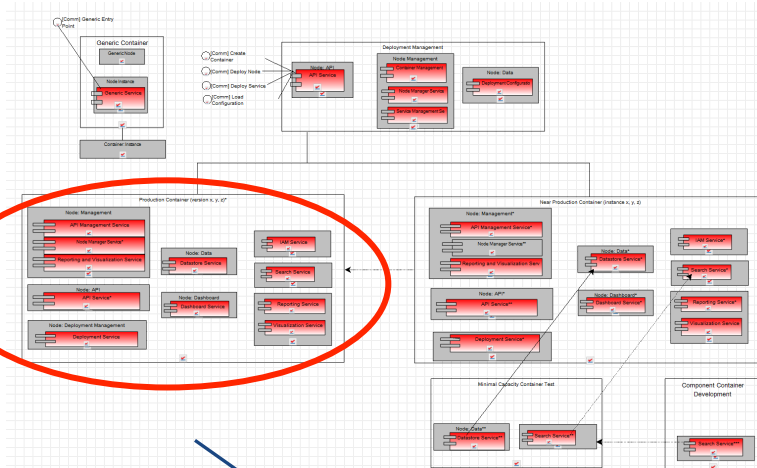 [Comm] Generic Entry
Point
Generic Container
GenericNode
Node Instance
Generic Service
Container Instance
[Comm] Create
Container
[Comm] Deploy Node
[Comm] Deploy Service
[Comm] Load
Configuration
Deployment Management
Node: API
API Service
Node Management
Container Management
Node Manager Service
Service Management Se
Node: Data
DeploymentConfigurati
Production Container (version x, y, z)*
Node: Management
API Management Service
Node Manager Service*
Reporting and Visualization Service
Node: API
API Service*
Node: Deployment Management
Deployment Service
Node: Data
Datastore Service
Node: Dashboard
Dashboard Service
IAM Service
Search Service
Reporting Service
Visualization Service
Near Production Container (instance x, y, z)
Node: Management*
API Management Service*
Node Manager Service**
Reporting and Visualization Serv
Node: API*
API Service**
Deployment Service*
Node: Data*
Datastore Service*
Node: Dashboard*
Dashboard Service*
IAM Service*
Search Service*
Reporting Service*
Visualization Service
Minimal Capacity Container Test
Node: Data**
Datastore Service**
Search Service**
Component Container
Development
Search Service***